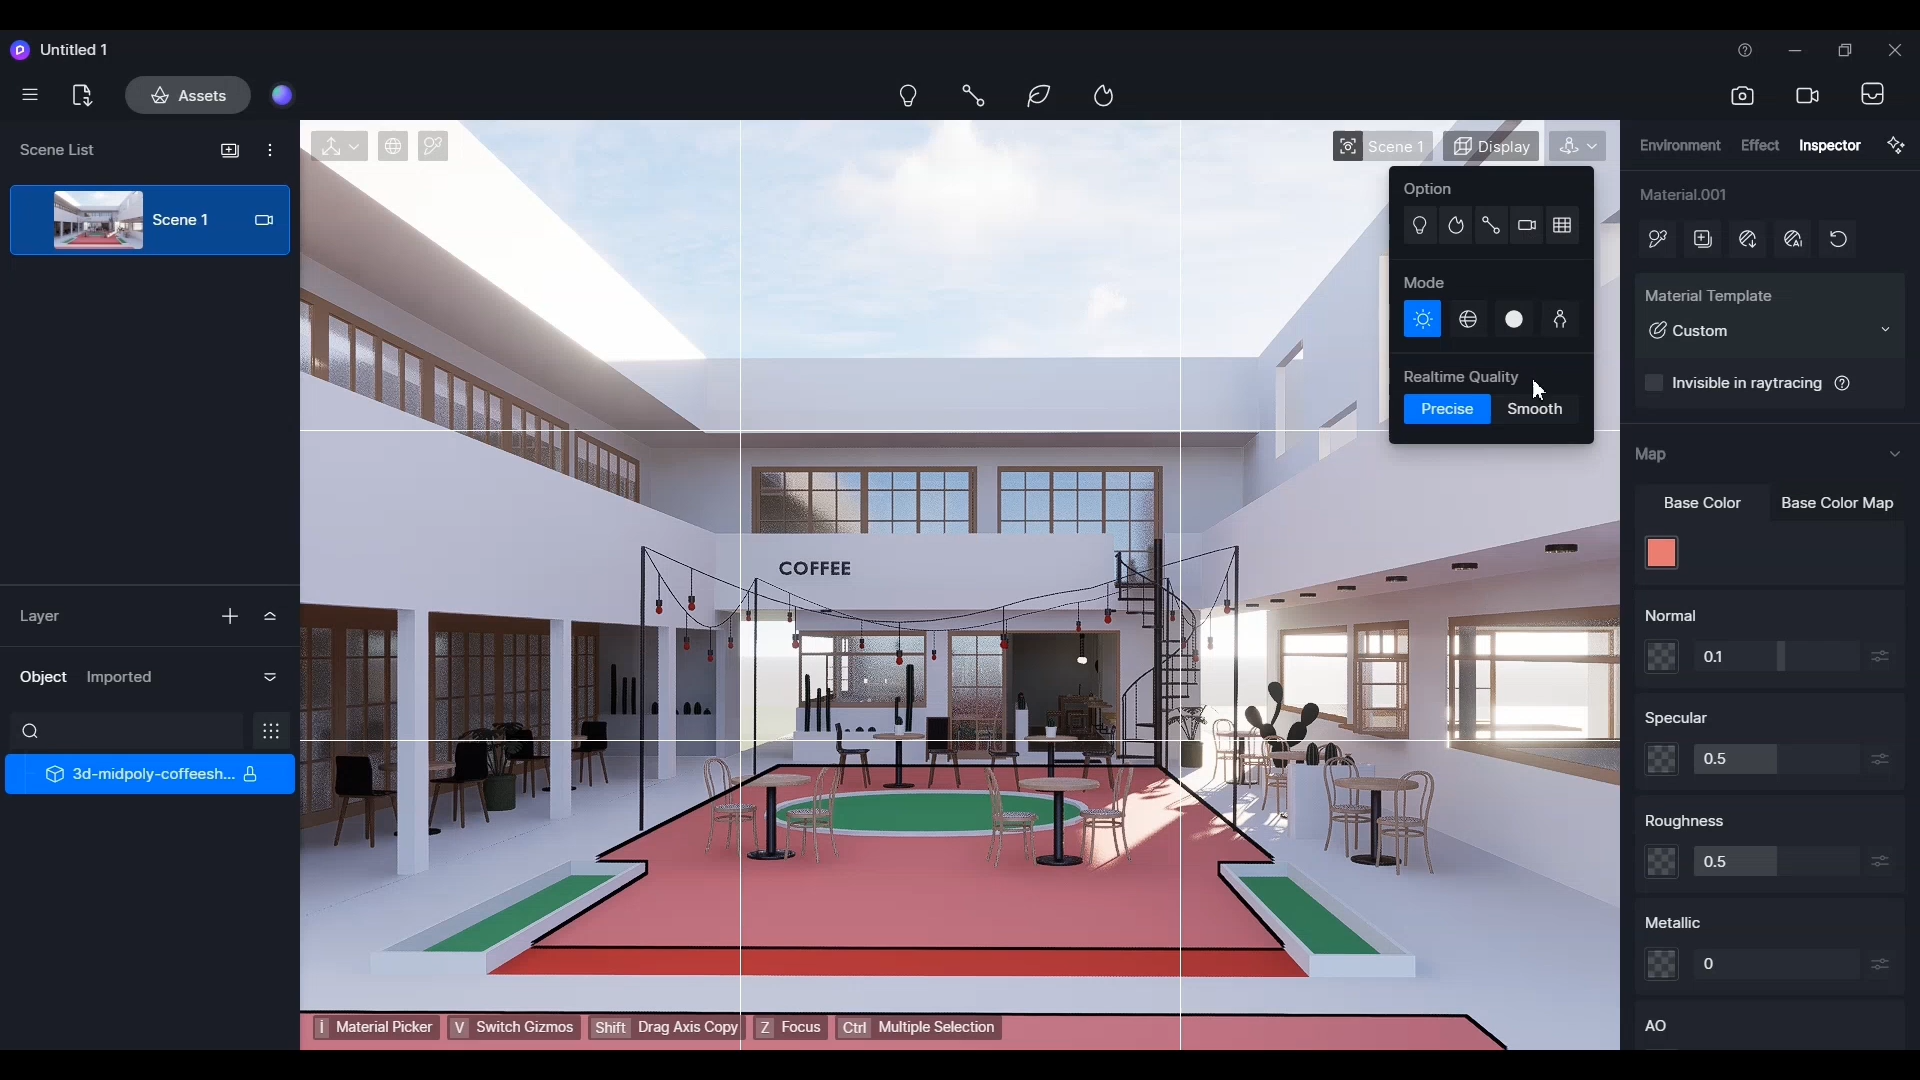 Untitled 1
Assets
Scene List
Scene 1
Layer
Object Imported
3d-midpoly-coffeesh...
Scene 1 Display
Option
Mode
Realtime Quality
Precise Smooth
COFFEE
I Material Picker V Switch Gizmos Shift Drag Axis Copy Z Focus Ctrl Multiple Selection
Environment Effect Inspector
Material.001
Material Template
Custom
Invisible in raytracing
Map
Base Color Base Color Map
Normal
0.1
Specular
0.5
Roughness
0.5
Metallic
0
AO